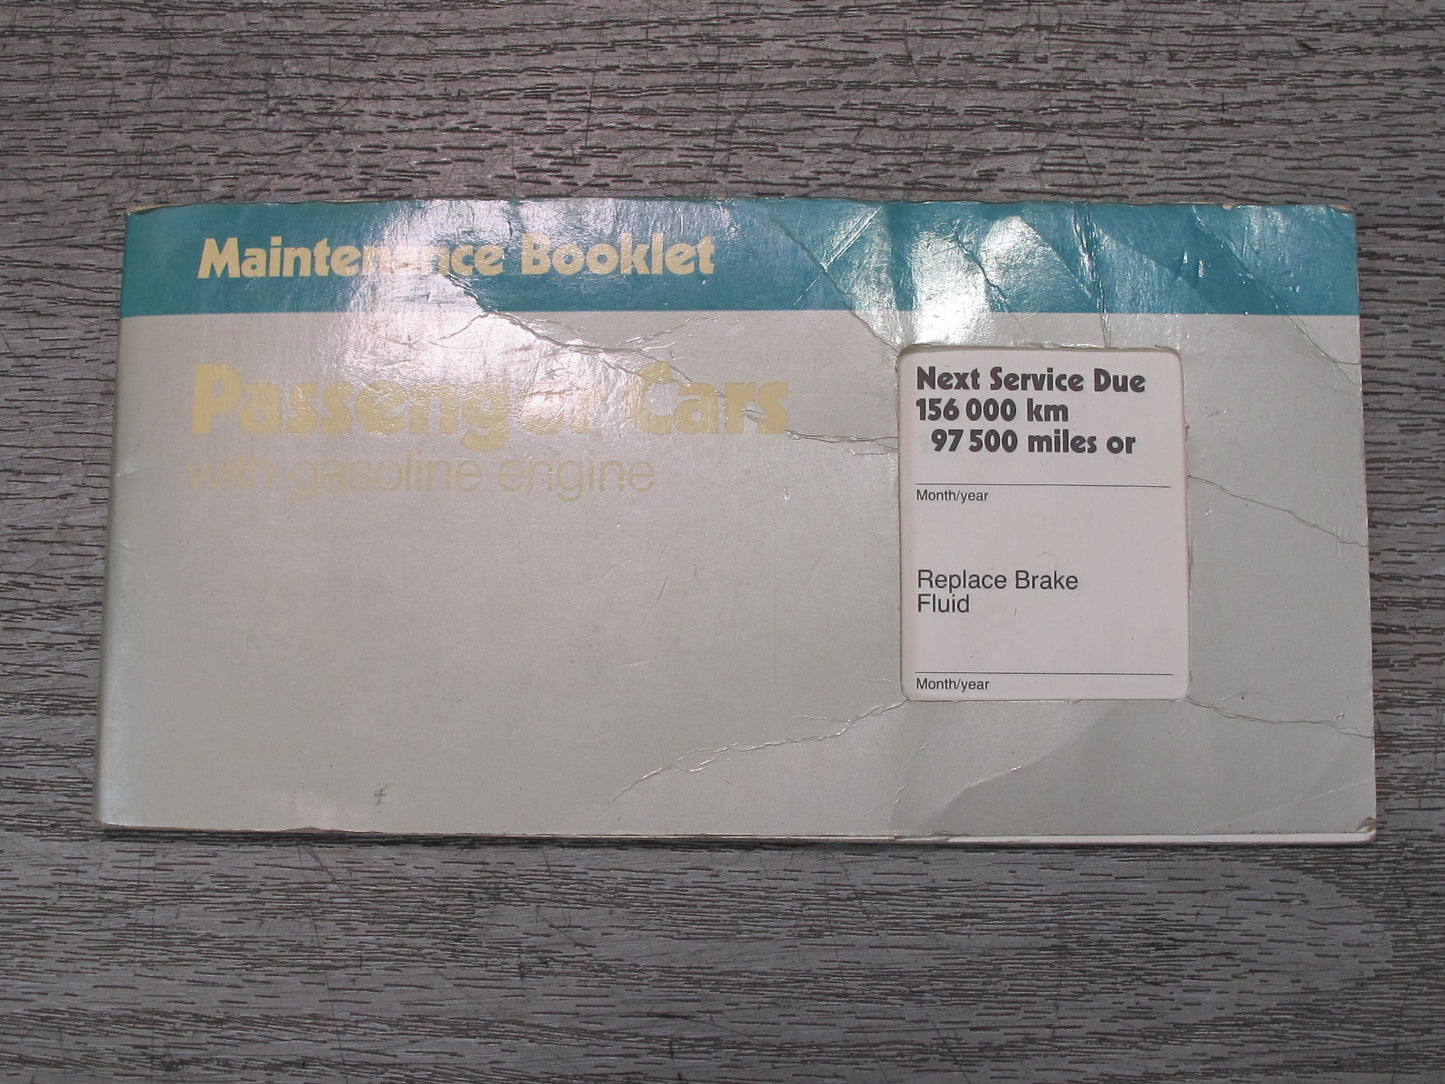 Maintenance Booklet
Passenger Cars
with gasoline engine
Next Service Due
156 000 km
97 500 miles or
Month/year
Replace Brake
Fluid
Month/year